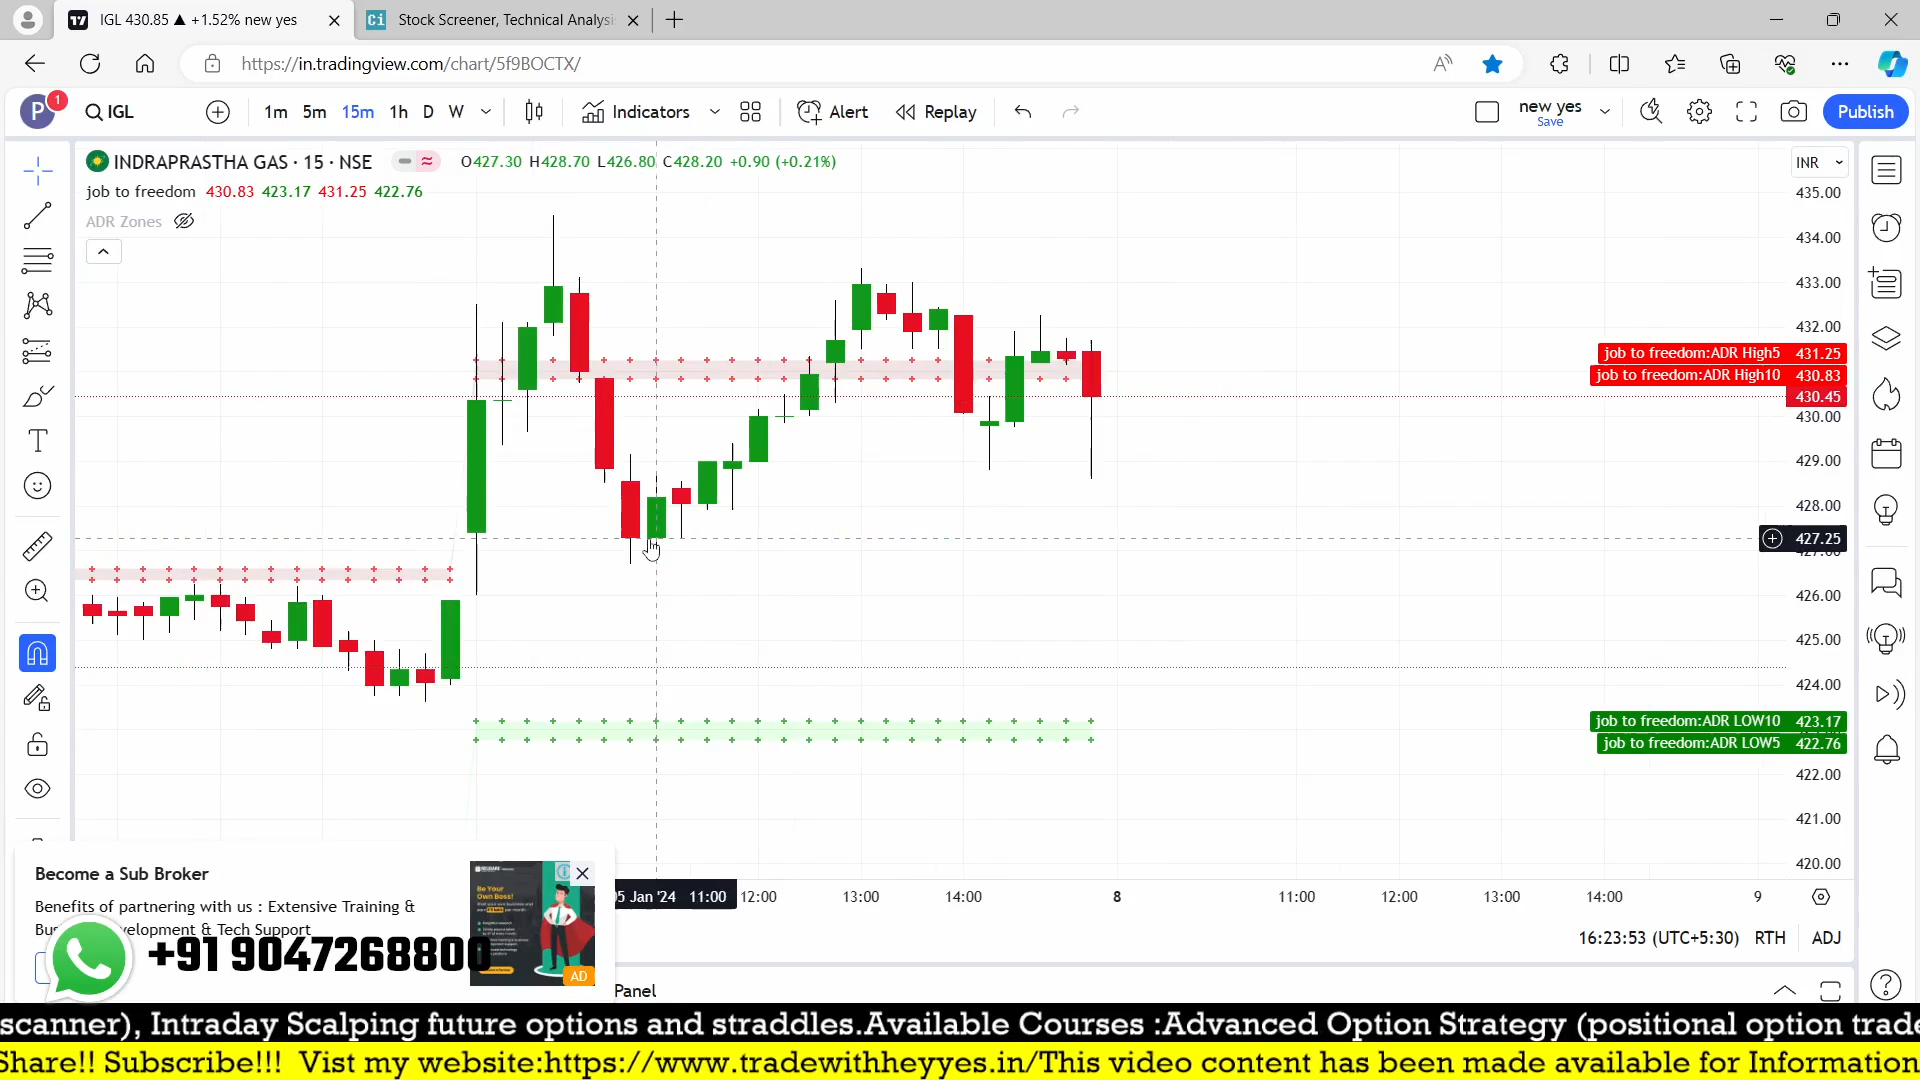 IGL 430.85 ▲ +1.52% new yes
Ci Stock Screener, Technical Analysi
https://in.tradingview.com/chart/5f9BOCTX/
P 1 IGL 1m 5m 15m 1h D W Indicators Alert Replay new yes Save Publish
INDRAPRASTHA GAS · 15 · NSE O427.30 H428.70 L426.80 C428.20 +0.90 (+0.21%) INR
job to freedom 430.83 423.17 431.25 422.76
ADR Zones
435.00
434.00
433.00
432.00
job to freedom:ADR High5 431.25
job to freedom:ADR High10 430.83
430.45
430.00
429.00
428.00
427.25
427.00
426.00
425.00
424.00
job to freedom:ADR LOW10 423.17
job to freedom:ADR LOW5 422.76
422.00
421.00
420.00
05 Jan '24 11:00 12:00 13:00 14:00 8 11:00 12:00 13:00 14:00 9
16:23:53 (UTC+5:30) RTH ADJ
Become a Sub Broker
Benefits of partnering with us : Extensive Training &
elopment & Tech Support
Be Your
Own Boss!
AD
+91 9047268800
Panel
scanner), Intraday Scalping future options and straddles.Available Courses :Advanced Option Strategy (positional option trade
Share!! Subscribe!!! Vist my website:https://www.tradewithheyyes.in/This video content has been made available for Information